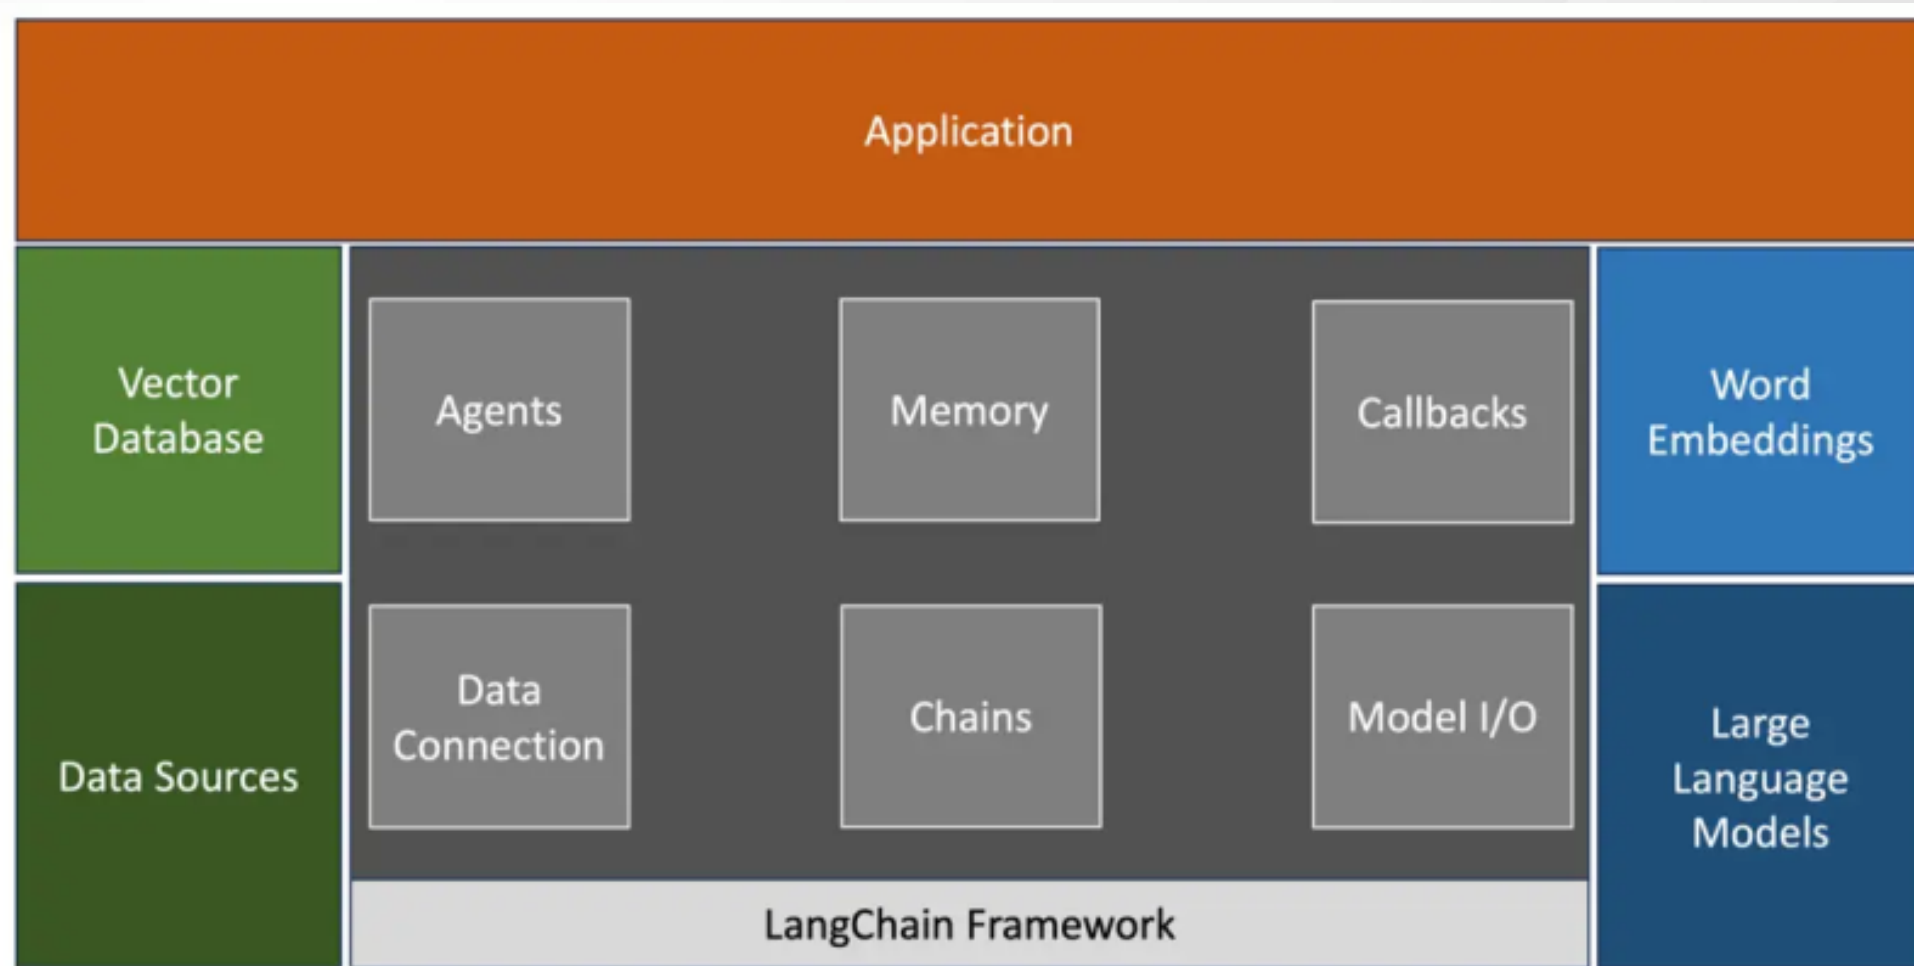 Application
Vector
Database
Agents
Memory
Callbacks
Word
Embeddings
Data Sources
Data
Connection
Chains
Model I/O
Large
Language
Models
LangChain Framework